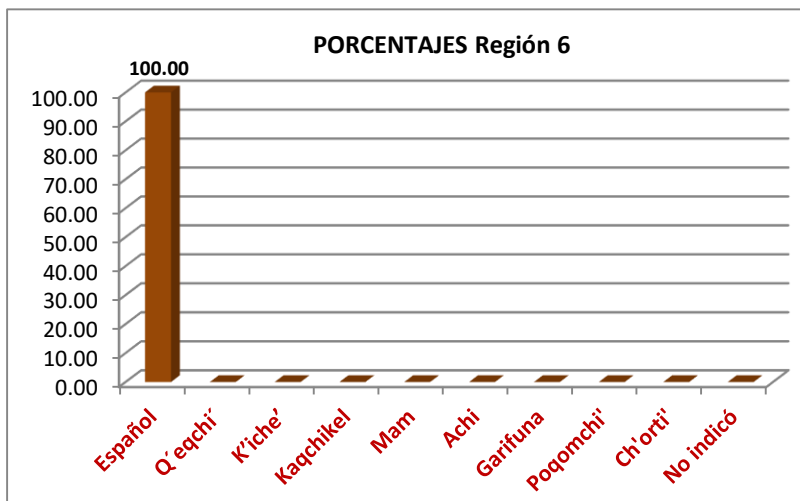 PORCENTAJES Región 6
100.00
100.00
90.00
80.00
70.00
60.00
50.00
40.00
30.00
20.00
10.00
0.00
Español
Q´eqchi´
K'iche’
Kaqchikel
Mam
Achi
Garifuna
Poqomchi'
Ch'orti'
No indicó